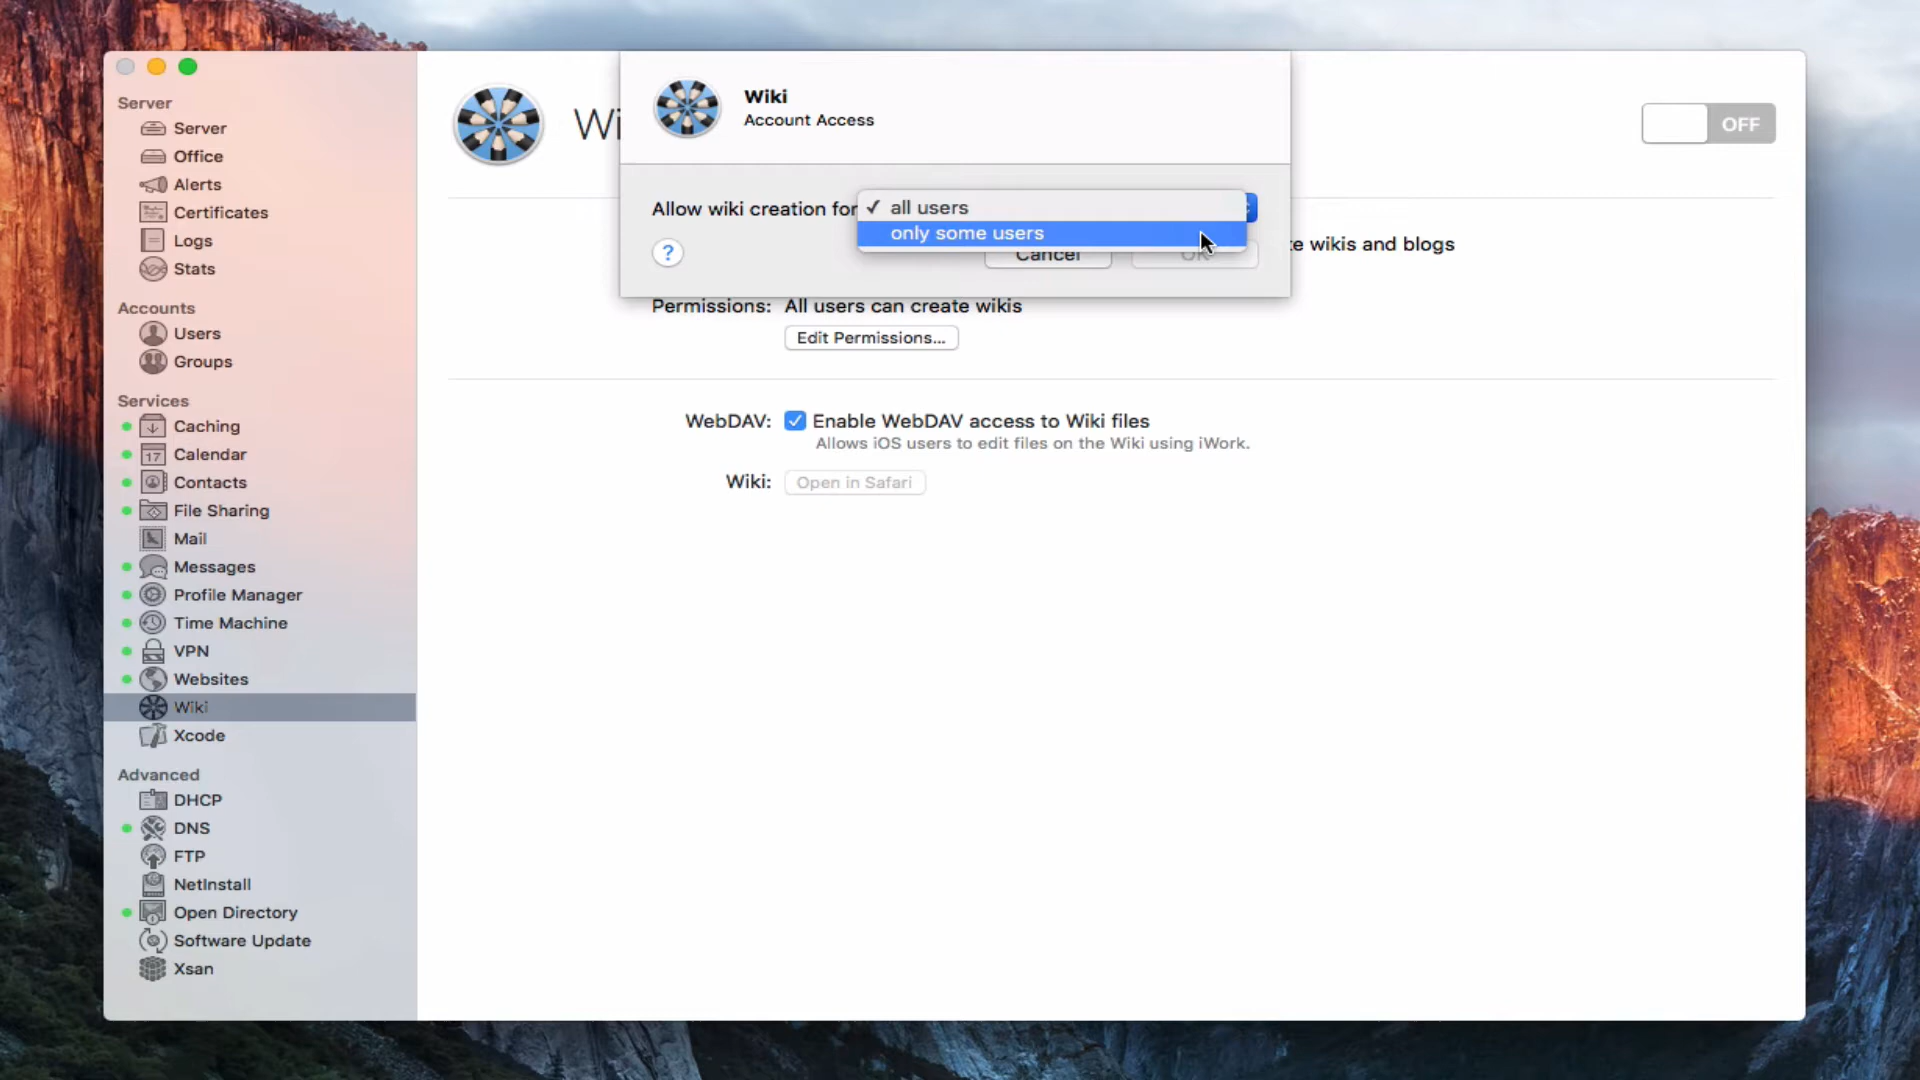 Server
Server
Office
Alerts
Certificates
Logs
Stats
Accounts
Users
Groups
Services
Caching
17 Calendar
Contacts
File Sharing
Mail
Messages
Profile Manager
Time Machine
VPN
Websites
Wiki
Xcode
Advanced
DHCP
DNS
FTP
NetInstall
Open Directory
Software Update
Xsan
Wi
OFF
Wiki
Account Access
Allow wiki creation for
✓ all users
only some users
?
Cancel
OK
te wikis and blogs
Permissions: All users can create wikis
Edit Permissions...
WebDAV: Enable WebDAV access to Wiki files
Allows iOS users to edit files on the Wiki using iWork.
Wiki: Open in Safari